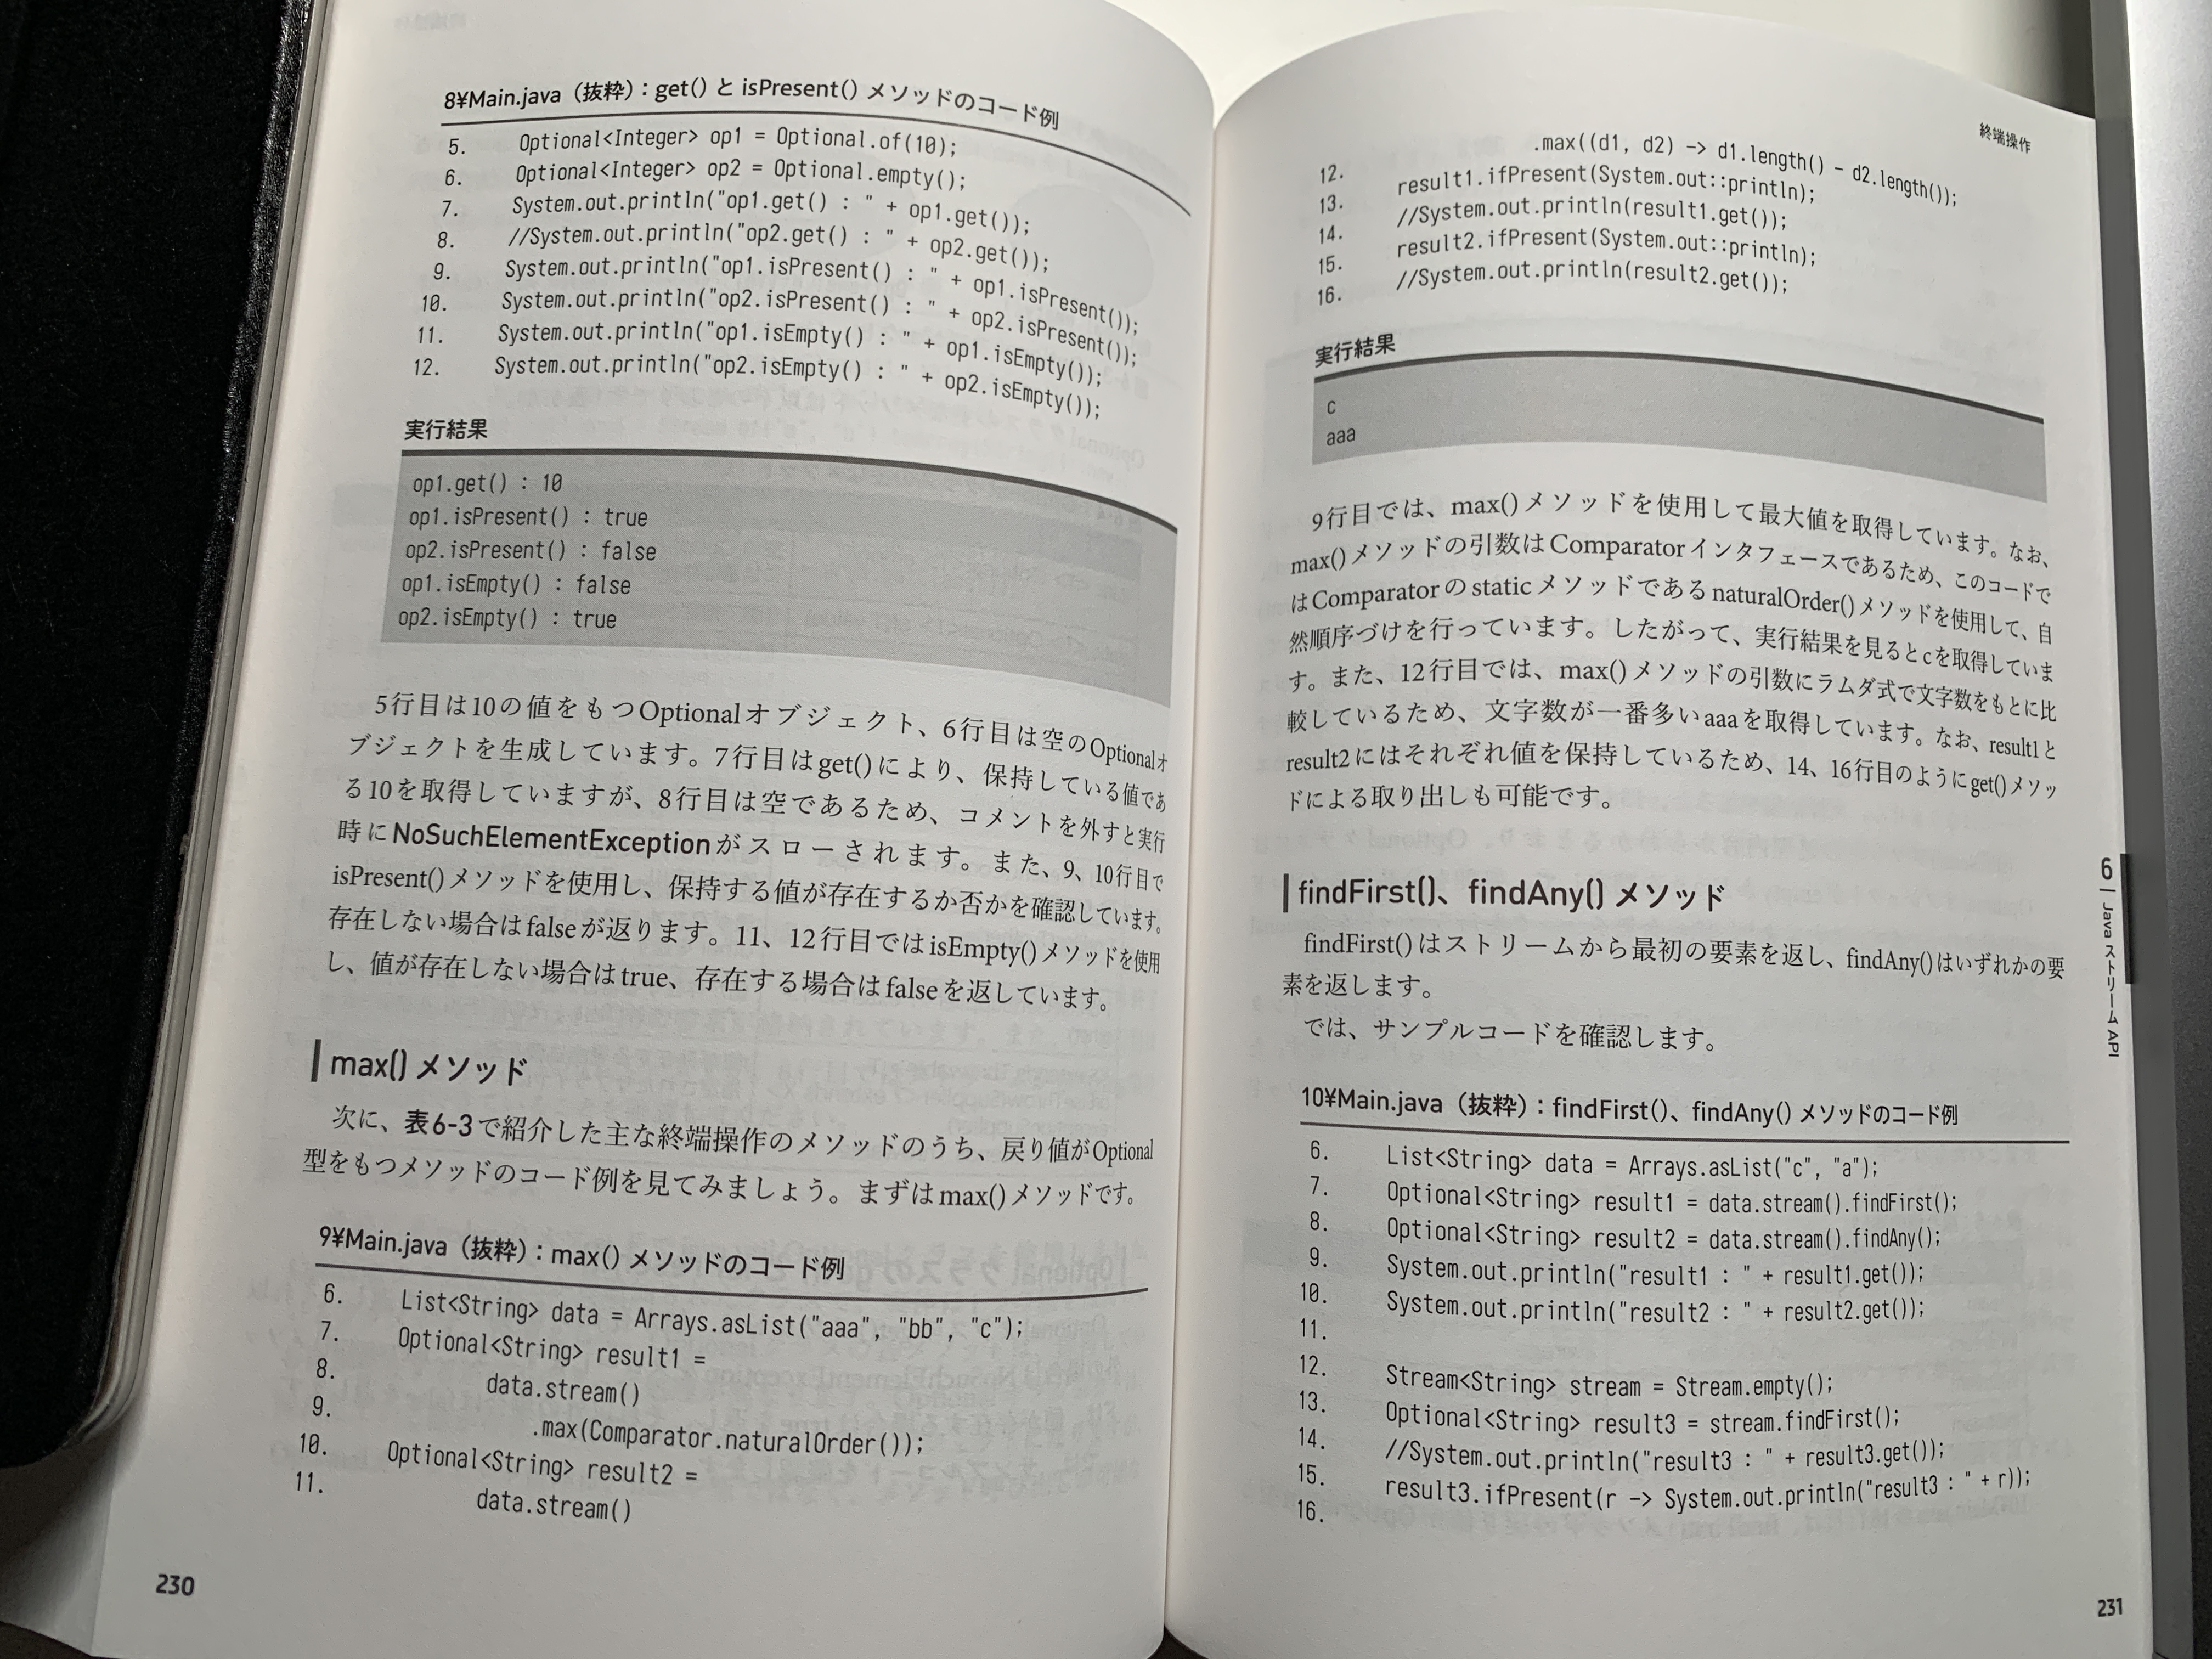 8¥Main.java（抜粋）：get() と isPresent() メソッドのコード例
5. Optional<Integer> op1 = Optional.of(10);
6. Optional<Integer> op2 = Optional.empty();
7. System.out.println("op1.get() : " + op1.get());
8. //System.out.println("op2.get() : " + op2.get());
9. System.out.println("op1.isPresent() : " + op1.isPresent());
10. System.out.println("op2.isPresent() : " + op2.isPresent());
11. System.out.println("op1.isEmpty() : " + op1.isEmpty());
12. System.out.println("op2.isEmpty() : " + op2.isEmpty());
実行結果
op1.get() : 10
op1.isPresent() : true
op2.isPresent() : false
op1.isEmpty() : false
op2.isEmpty() : true
5行目は10の値をもつOptionalオブジェクト、6行目は空のOptionalオ
ブジェクトを生成しています。7行目はget()により、保持している値であ
る10を取得していますが、8行目は空であるため、コメントを外すと実行
時にNoSuchElementExceptionがスローされます。また、9、10行目で
isPresent()メソッドを使用し、保持する値が存在するか否かを確認しています。
存在しない場合はfalseが返ります。11、12行目ではisEmpty()メソッドを使用
し、値が存在しない場合はtrue、存在する場合はfalseを返しています。
max() メソッド
次に、表6-3で紹介した主な終端操作のメソッドのうち、戻り値がOptional
型をもつメソッドのコード例を見てみましょう。まずはmax()メソッドです。
9¥Main.java（抜粋）：max() メソッドのコード例
6. List<String> data = Arrays.asList("aaa", "bb", "c");
7. Optional<String> result1 =
8. data.stream()
9. .max(Comparator.naturalOrder());
10. Optional<String> result2 =
11. data.stream()
230
終端操作
12. .max((d1, d2) -> d1.length() - d2.length());
13. result1.ifPresent(System.out::println);
14. //System.out.println(result1.get());
15. result2.ifPresent(System.out::println);
16. //System.out.println(result2.get());
実行結果
c
aaa
9行目では、max()メソッドを使用して最大値を取得しています。なお、
max()メソッドの引数はComparatorインタフェースであるため、このコードで
はComparatorのstaticメソッドであるnaturalOrder()メソッドを使用して、自
然順序づけを行っています。したがって、実行結果を見るとcを取得していま
す。また、12行目では、max()メソッドの引数にラムダ式で文字数をもとに比
較しているため、文字数が一番多いaaaを取得しています。なお、result1と
result2にはそれぞれ値を保持しているため、14、16行目のようにget()メソッ
ドによる取り出しも可能です。
findFirst()、findAny() メソッド
findFirst()はストリームから最初の要素を返し、findAny()はいずれかの要
素を返します。
では、サンプルコードを確認します。
10¥Main.java（抜粋）：findFirst()、findAny() メソッドのコード例
6. List<String> data = Arrays.asList("c", "a");
7. Optional<String> result1 = data.stream().findFirst();
8. Optional<String> result2 = data.stream().findAny();
9. System.out.println("result1 : " + result1.get());
10. System.out.println("result2 : " + result2.get());
11.
12. Stream<String> stream = Stream.empty();
13. Optional<String> result3 = stream.findFirst();
14. //System.out.println("result3 : " + result3.get());
15. result3.ifPresent(r -> System.out.println("result3 : " + r));
16.
6 Java ストリーム API
231